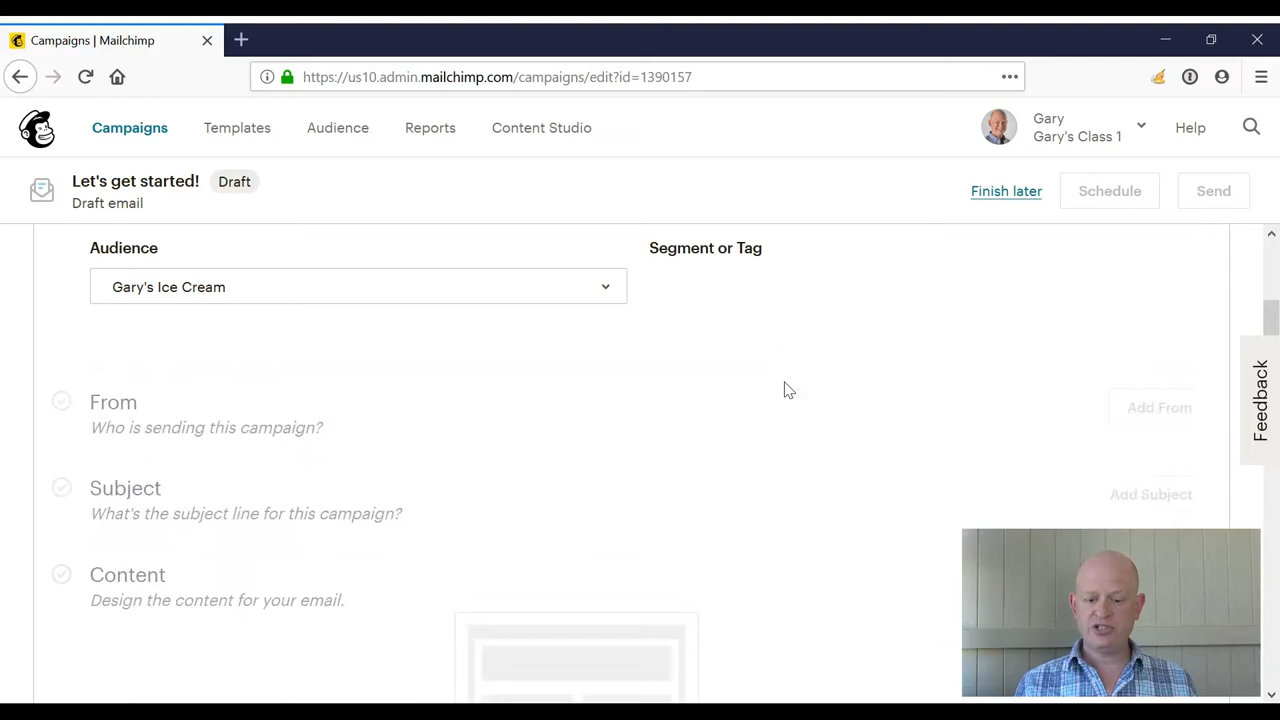 Campaigns | Mailchimp
https://us10.admin.mailchimp.com/campaigns/edit?id=1390157
Campaigns
Templates
Audience
Reports
Content Studio
Gary
Gary's Class 1
Help
Let's get started!
Draft
Draft email
Finish later
Schedule
Send
Audience
Segment or Tag
Gary's Ice Cream
From
Who is sending this campaign?
Add From
Subject
What's the subject line for this campaign?
Add Subject
Content
Design the content for your email.
Feedback